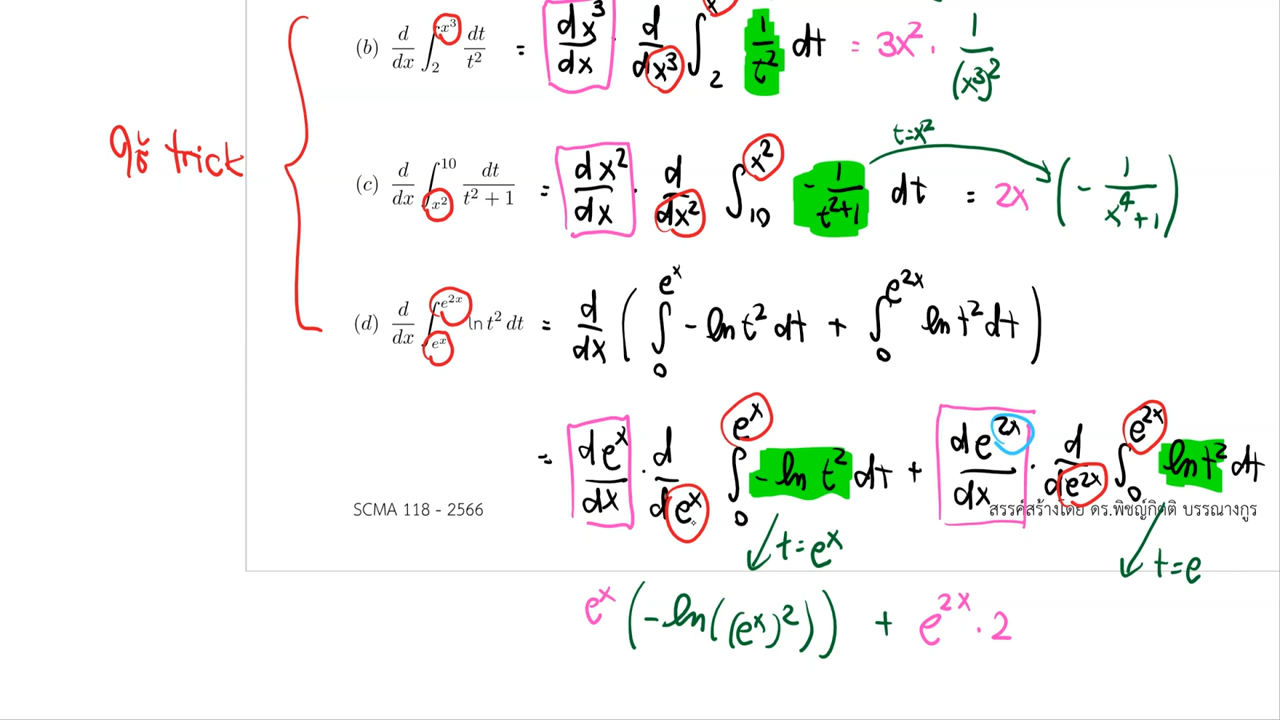 (b) d/dx ∫_2^{x^3} dt/t^2 = dx^3/dx · d/dx^3 ∫_2 1/t^2 dt = 3x^2 · 1/(x^3)^2
ใช้ trick
t=x^2
(c) d/dx ∫_{x^2}^{10} dt/(t^2+1) = dx^2/dx · d/dx^2 ∫_{10}^{x^2} -1/(t^2+1) dt = 2x (-1/(x^4+1))
(d) d/dx ∫_{e^x}^{e^{2x}} ln t^2 dt = d/dx (∫_0^{e^x} -ln t^2 dt + ∫_0^{e^{2x}} ln t^2 dt)
= de^x/dx · d/de^x ∫_0^{e^x} -ln t^2 dt + de^{2x}/dx · d/de^{2x} ∫_0^{e^{2x}} ln t^2 dt
SCMA 118 - 2566 สรรค์สร้างโดย ดร.พิชญ์กิตติ บรรณางกูร
t=e^x t=e
e^x (-ln((e^x)^2)) + e^{2x} · 2